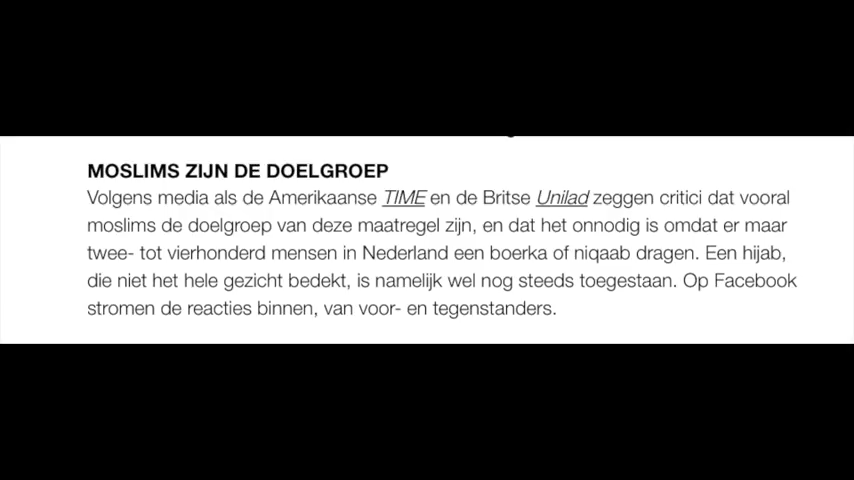 MOSLIMS ZIJN DE DOELGROEP
Volgens media als de Amerikaanse TIME en de Britse Unilad zeggen critici dat vooral
moslims de doelgroep van deze maatregel zijn, en dat het onnodig is omdat er maar
twee- tot vierhonderd mensen in Nederland een boerka of niqaab dragen. Een hijab,
die niet het hele gezicht bedekt, is namelijk wel nog steeds toegestaan. Op Facebook
stromen de reacties binnen, van voor- en tegenstanders.